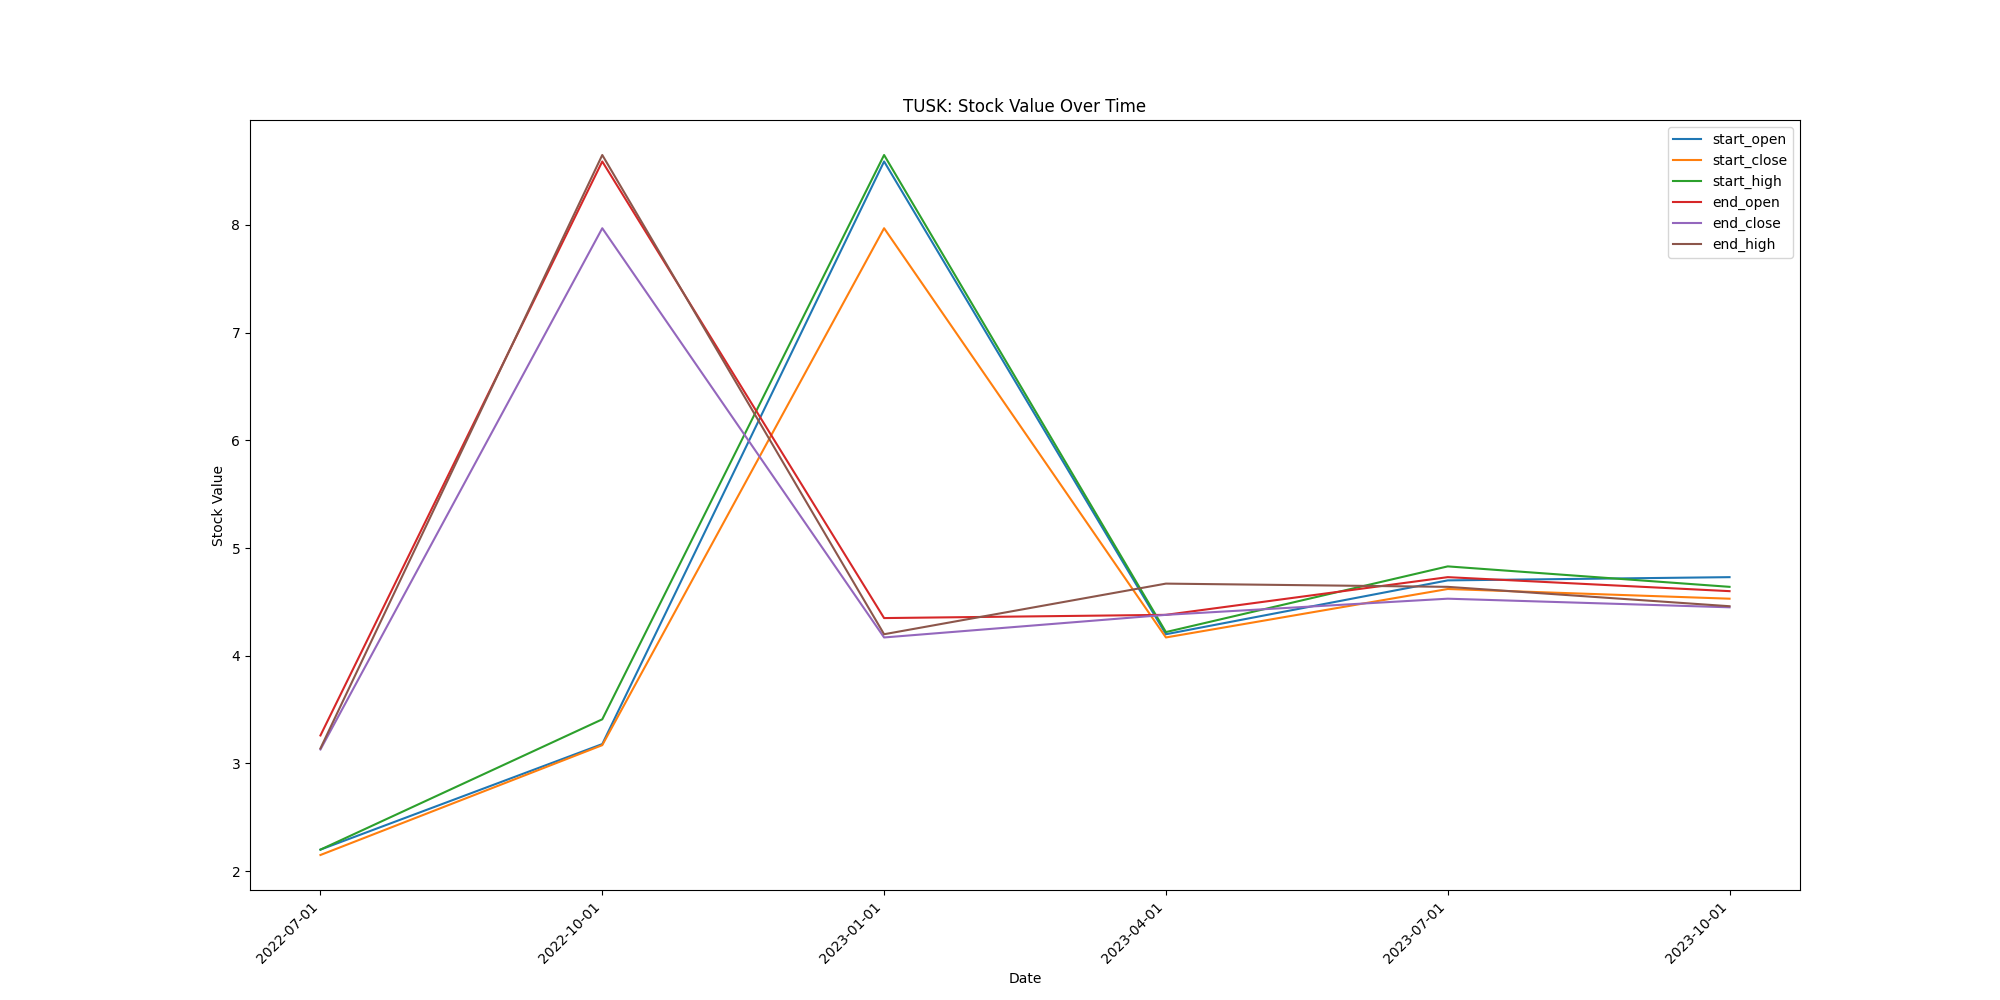 TUSK: Stock Value Over Time
start_open
start_close
start_high
end_open
end_close
end_high
Stock Value
8
7
6
5
4
3
2
2022-07-01
2022-10-01
2023-01-01
2023-04-01
2023-07-01
2023-10-01
Date